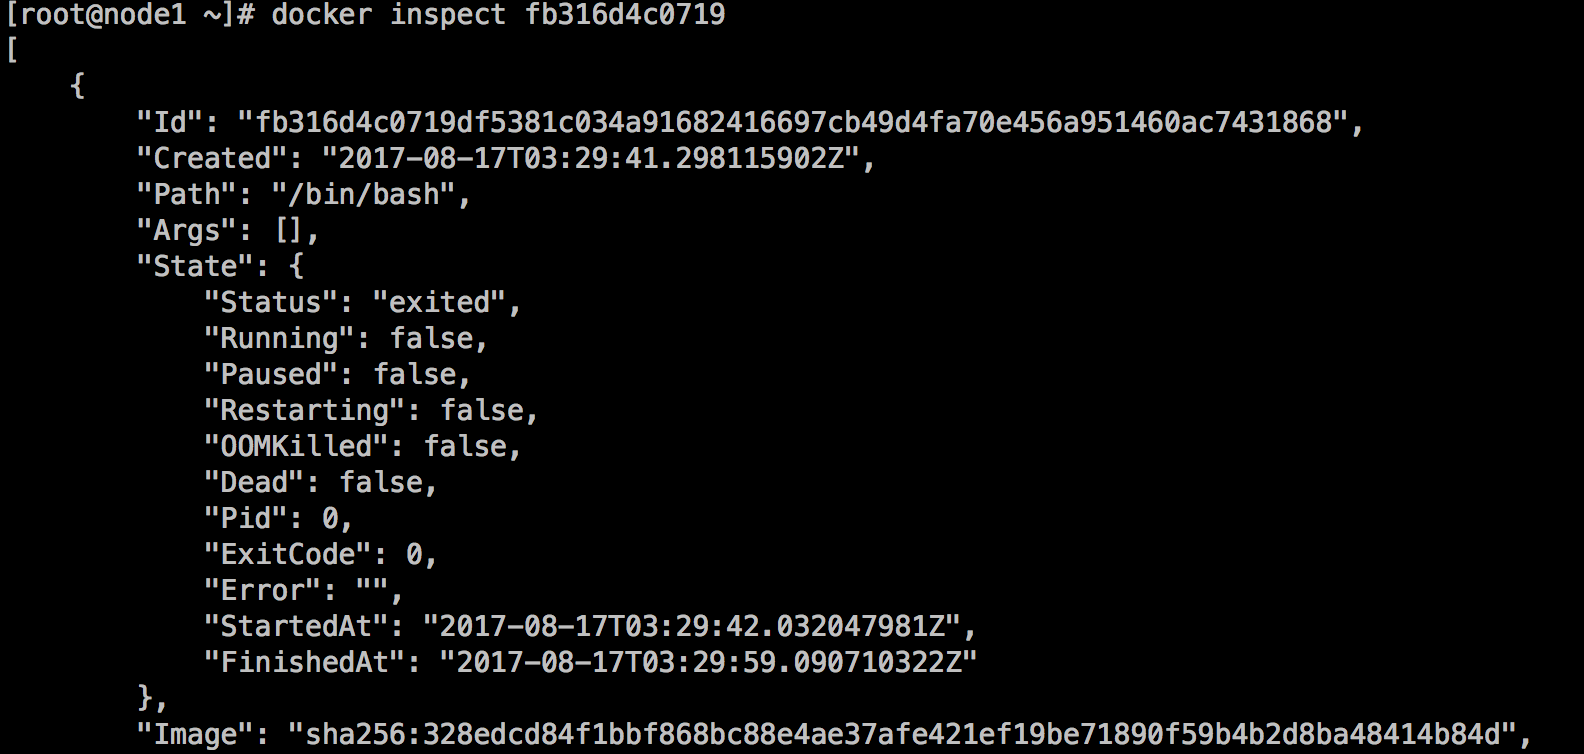 [root@node1 ~]# docker inspect fb316d4c0719
[
    {
        "Id": "fb316d4c0719df5381c034a91682416697cb49d4fa70e456a951460ac7431868",
        "Created": "2017-08-17T03:29:41.298115902Z",
        "Path": "/bin/bash",
        "Args": [],
        "State": {
            "Status": "exited",
            "Running": false,
            "Paused": false,
            "Restarting": false,
            "OOMKilled": false,
            "Dead": false,
            "Pid": 0,
            "ExitCode": 0,
            "Error": "",
            "StartedAt": "2017-08-17T03:29:42.032047981Z",
            "FinishedAt": "2017-08-17T03:29:59.090710322Z"
        },
        "Image": "sha256:328edcd84f1bbf868bc88e4ae37afe421ef19be71890f59b4b2d8ba48414b84d",